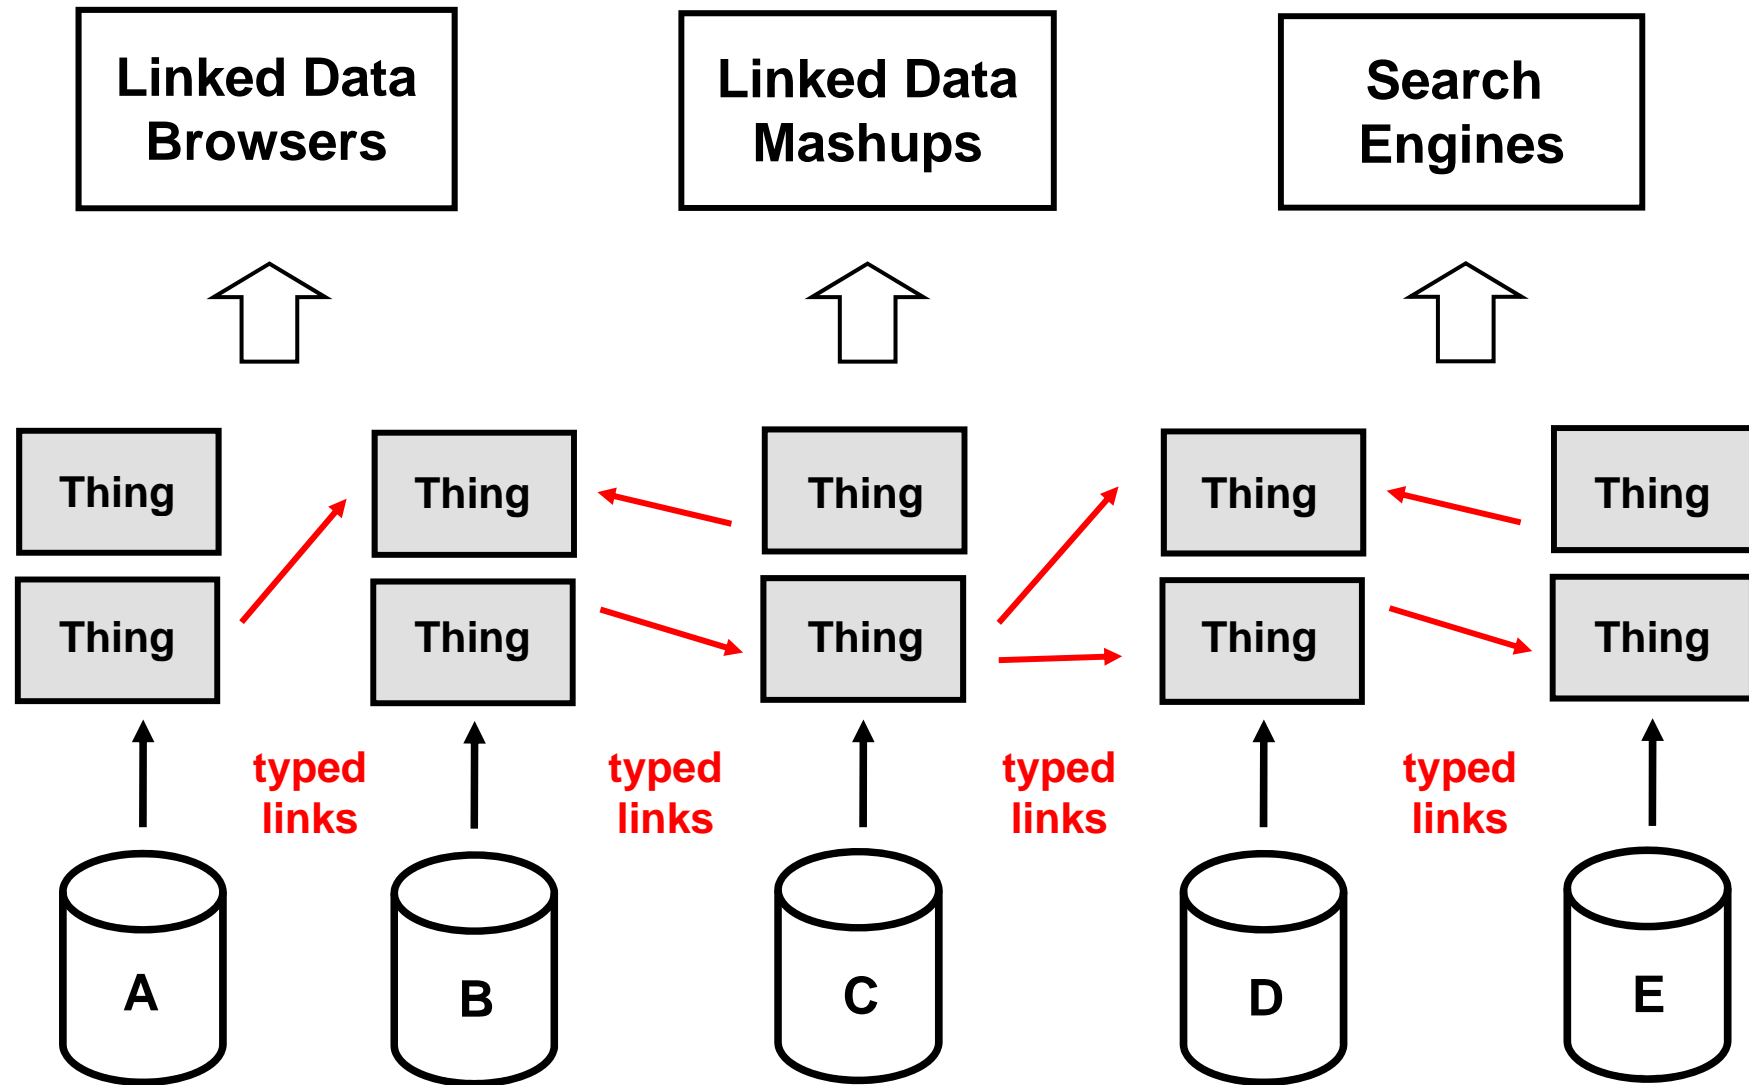 Linked Data
Browsers
Linked Data
Mashups
Search
Engines
Thing
Thing
Thing
Thing
Thing
Thing
Thing
Thing
Thing
Thing
typed
links
typed
links
typed
links
typed
links
A
B
C
D
E